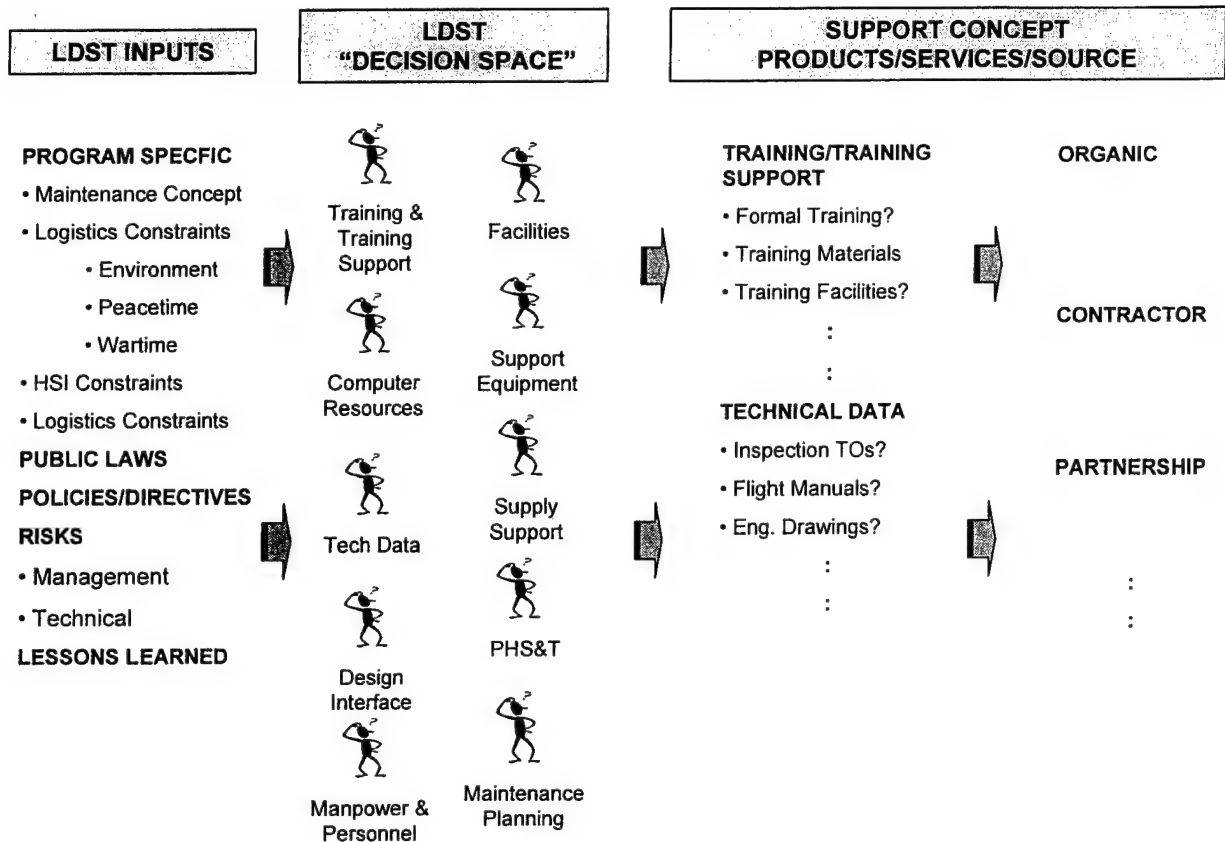 LDST INPUTS
LDST
“DECISION SPACE”
SUPPORT CONCEPT
PRODUCTS/SERVICES/SOURCE
PROGRAM SPECFIC
• Maintenance Concept
• Logistics Constraints
• Environment
• Peacetime
• Wartime
• HSI Constraints
• Logistics Constraints
PUBLIC LAWS
POLICIES/DIRECTIVES
RISKS
• Management
• Technical
LESSONS LEARNED
?
Training &
Training
Support
?
Facilities
?
Computer
Resources
?
Support
Equipment
?
Tech Data
?
Supply
Support
?
Design
Interface
?
PHS&T
?
Manpower &
Personnel
?
Maintenance
Planning
TRAINING/TRAINING
SUPPORT
• Formal Training?
• Training Materials
• Training Facilities?
:
:
TECHNICAL DATA
• Inspection TOs?
• Flight Manuals?
• Eng. Drawings?
:
:
ORGANIC
CONTRACTOR
PARTNERSHIP
:
: